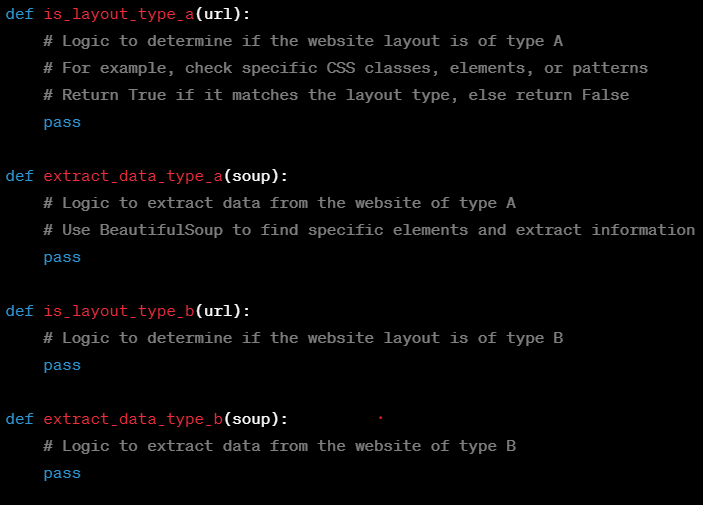 def is_layout_type_a(url):
    # Logic to determine if the website layout is of type A
    # For example, check specific CSS classes, elements, or patterns
    # Return True if it matches the layout type, else return False
    pass

def extract_data_type_a(soup):
    # Logic to extract data from the website of type A
    # Use BeautifulSoup to find specific elements and extract information
    pass

def is_layout_type_b(url):
    # Logic to determine if the website layout is of type B
    pass

def extract_data_type_b(soup):
    # Logic to extract data from the website of type B
    pass